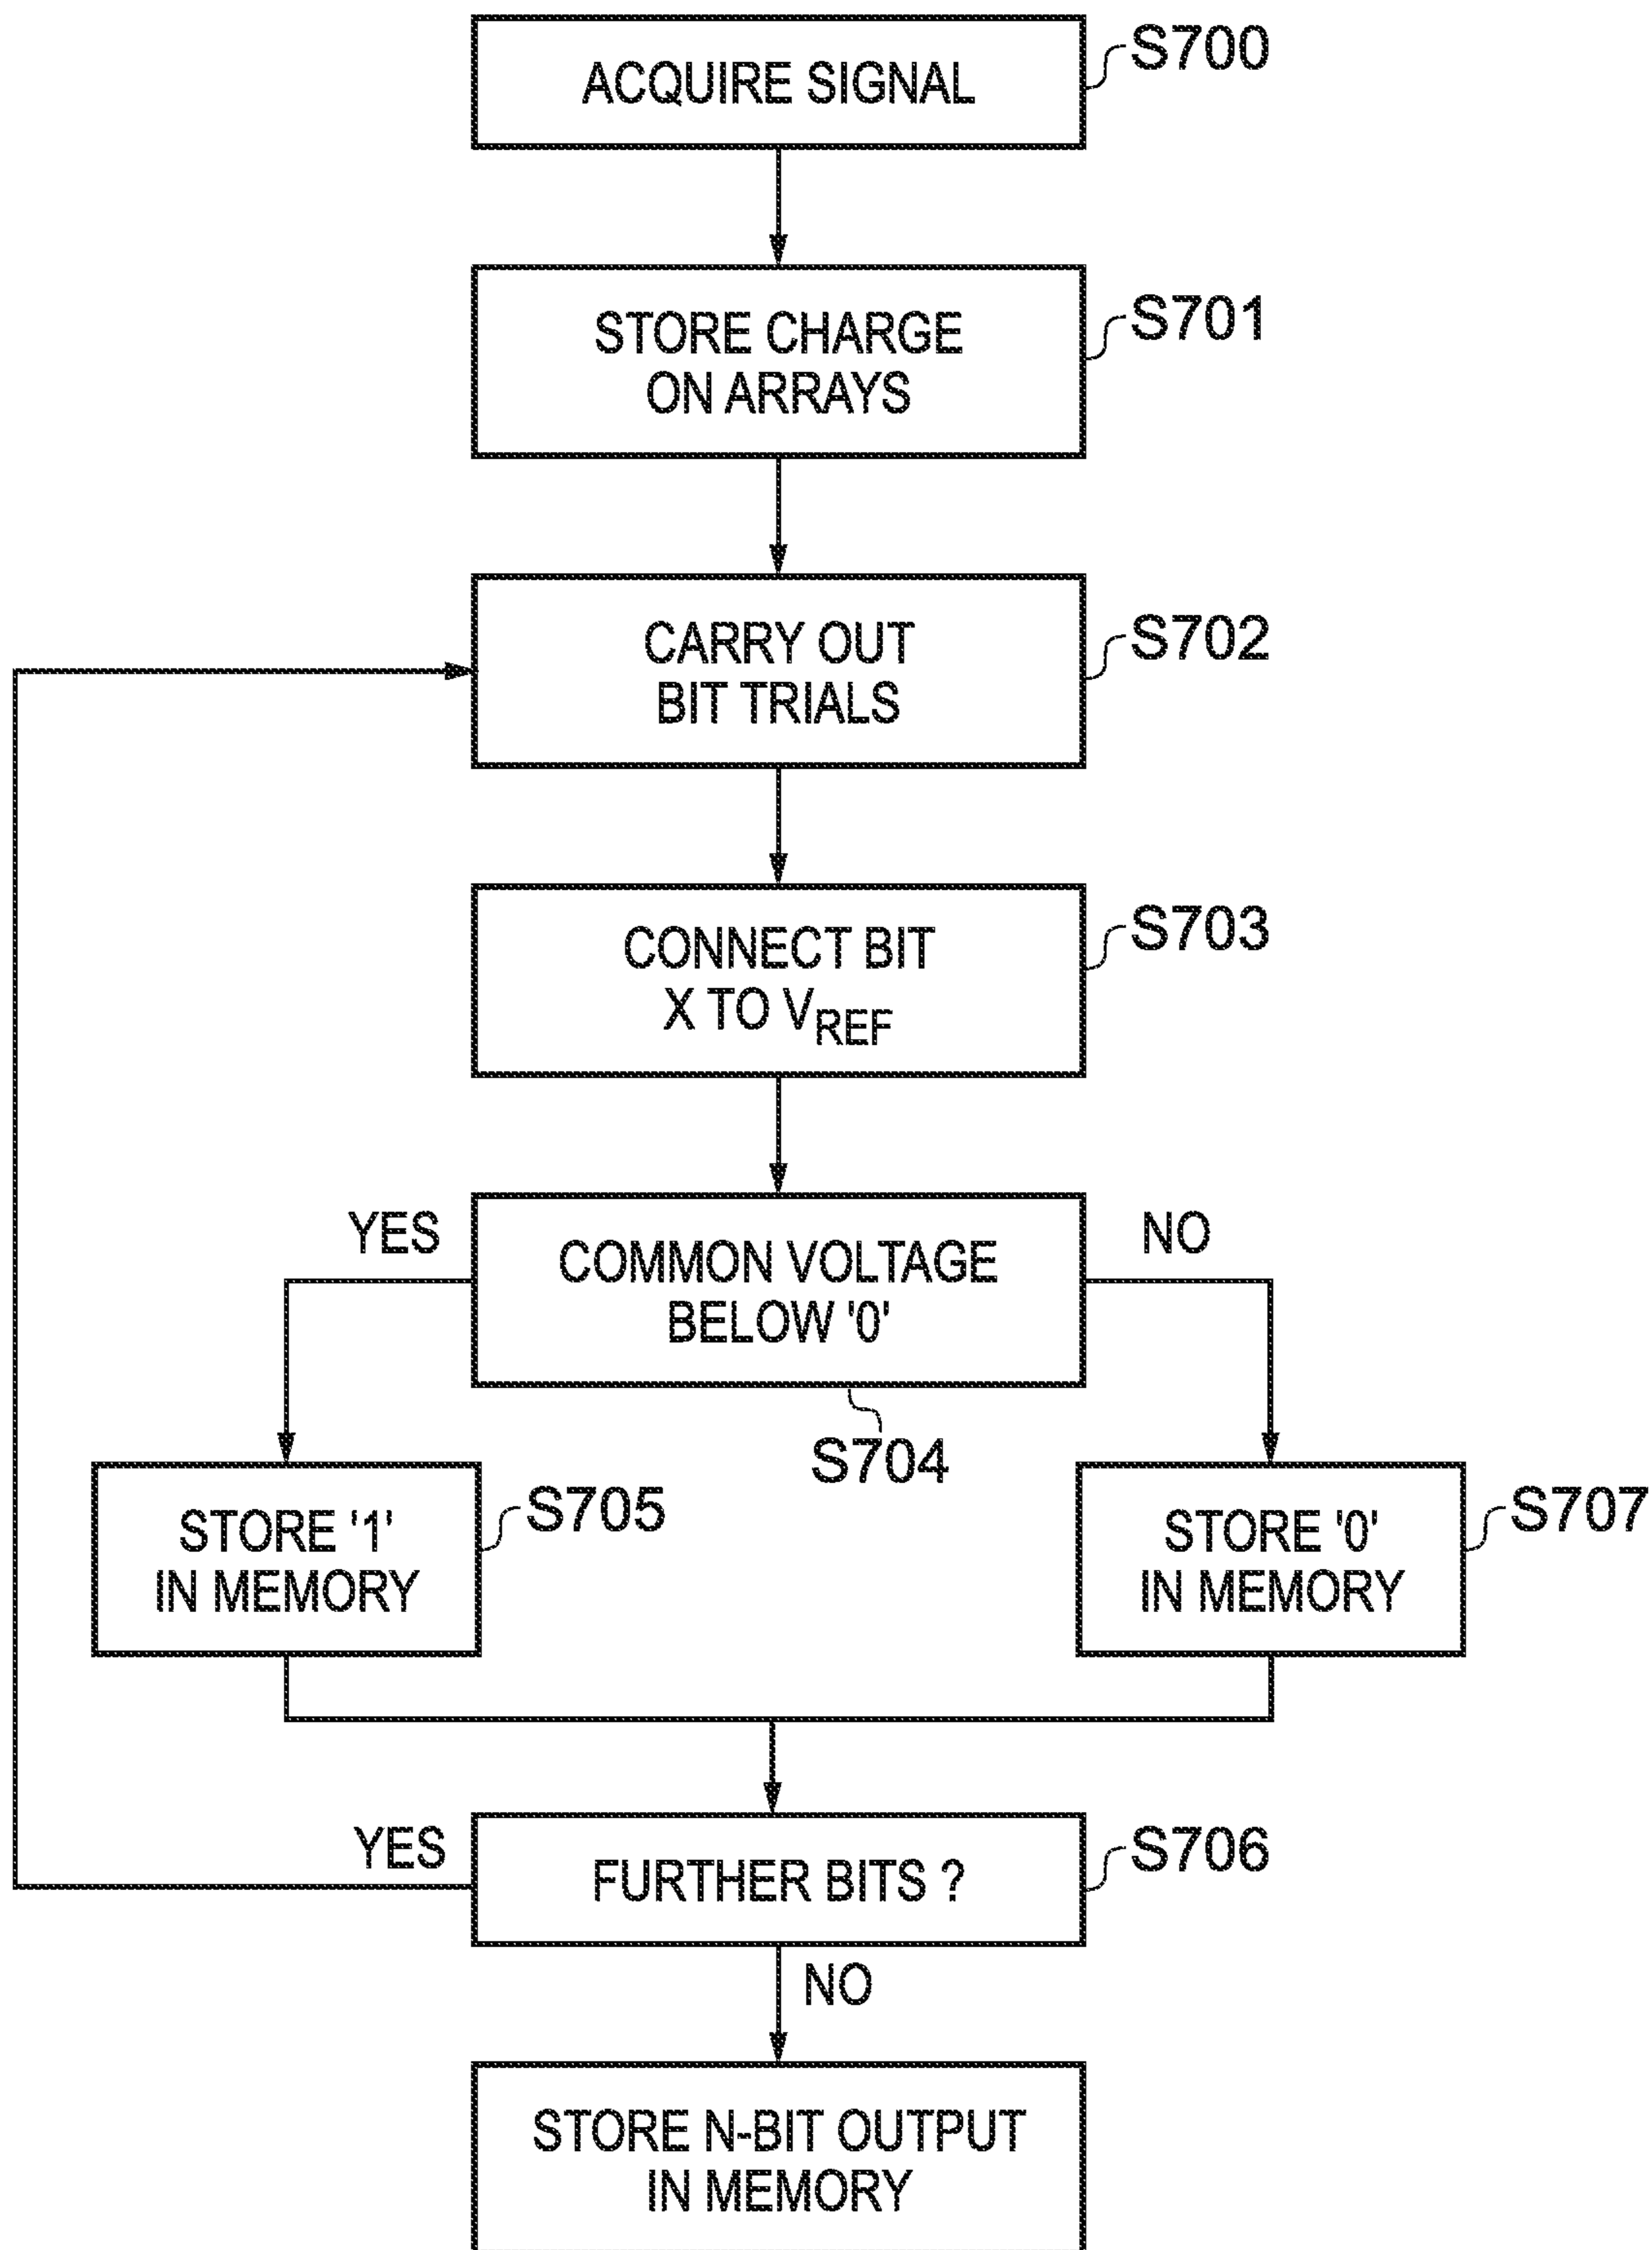 ACQUIRE SIGNAL
S700
STORE CHARGE
ON ARRAYS
S701
CARRY OUT
BIT TRIALS
S702
CONNECT BIT
X TO VREF
S703
YES
NO
COMMON VOLTAGE
BELOW '0'
S704
STORE '1'
IN MEMORY
S705
STORE '0'
IN MEMORY
S707
YES
FURTHER BITS ?
S706
NO
STORE N-BIT OUTPUT
IN MEMORY